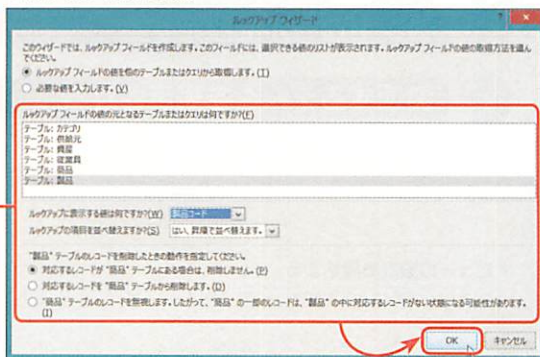 ルックアップ ウィザード
このウィザードでは、ルックアップ フィールドを作成します。このフィールドには、選択できる値のリストが表示されます。ルックアップ フィールドの値の取得方法を選んでください。
ルックアップ フィールドの値を他のテーブルまたはクエリから取得します。(T)
必要な値を入力します。(V)
ルックアップ フィールドの値の元となるテーブルまたはクエリは何ですか?(F)
テーブル: カテゴリ
テーブル: 供給元
テーブル: 資産
テーブル: 従業員
テーブル: 商品
テーブル: 製品
ルックアップに表示する値は何ですか?(W) 製品コード
ルックアップの項目を並べ替えますか?(S) はい、昇順で並べ替えます。
"製品" テーブルのレコードを削除したときの動作を指定してください。
対応するレコードが "商品" テーブルにある場合は、削除しません。(P)
対応するレコードを "商品" テーブルから削除します。(D)
"商品" テーブルのレコードを無視します。したがって、"商品" の一部のレコードは、"製品" の中に対応するレコードがない状態になる可能性があります。
(I)
OK キャンセル